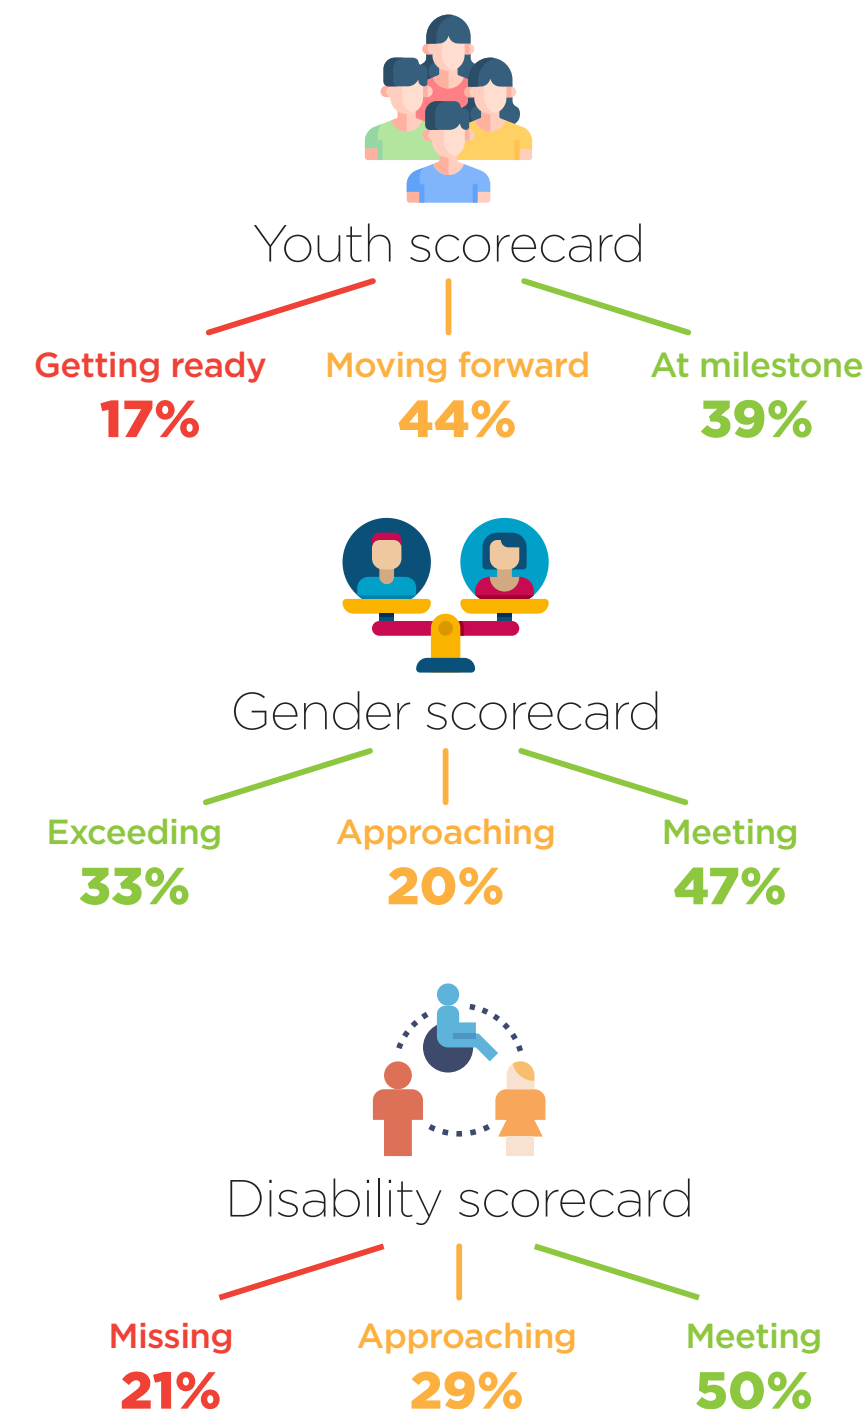 Youth scorecard
Getting ready Moving forward At milestone
17% 44% 39%
Gender scorecard
Exceeding Approaching Meeting
33% 20% 47%
Disability scorecard
Missing Approaching Meeting
21% 29% 50%